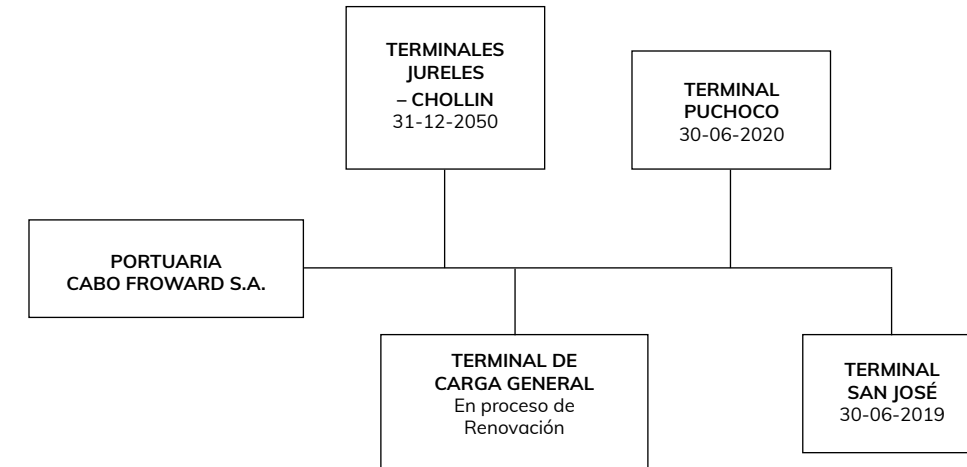 TERMINALES
JURELES
– CHOLLIN
31-12-2050
TERMINAL
PUCHOCO
30-06-2020
PORTUARIA
CABO FROWARD S.A.
TERMINAL DE
CARGA GENERAL
En proceso de
Renovación
TERMINAL
SAN JOSÉ
30-06-2019